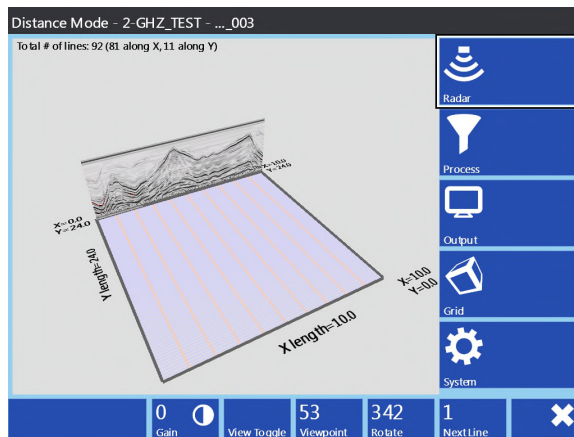 Distance Mode - 2-GHZ_TEST - ..._003
Total # of lines: 92 (81 along X, 11 along Y)
Radar
Process
X=10.0
Y=24.0
X=0.0
Y=24.0
Output
Y length=24.0
X=10.0
Y=0.0
Grid
X length=10.0
System
0
Gain
View Toggle
53
Viewpoint
342
Rotate
1
Next Line